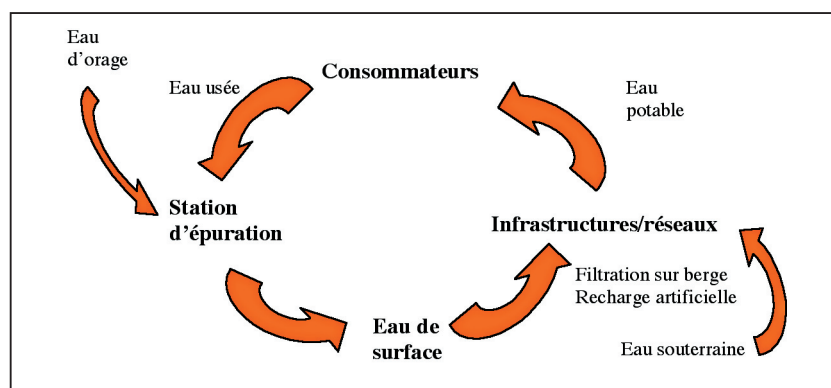 Eau
d’orage
Eau usée
Consommateurs
Eau
potable
Station
d’épuration
Infrastructures/réseaux
Filtration sur berge
Recharge artificielle
Eau de
surface
Eau souterraine